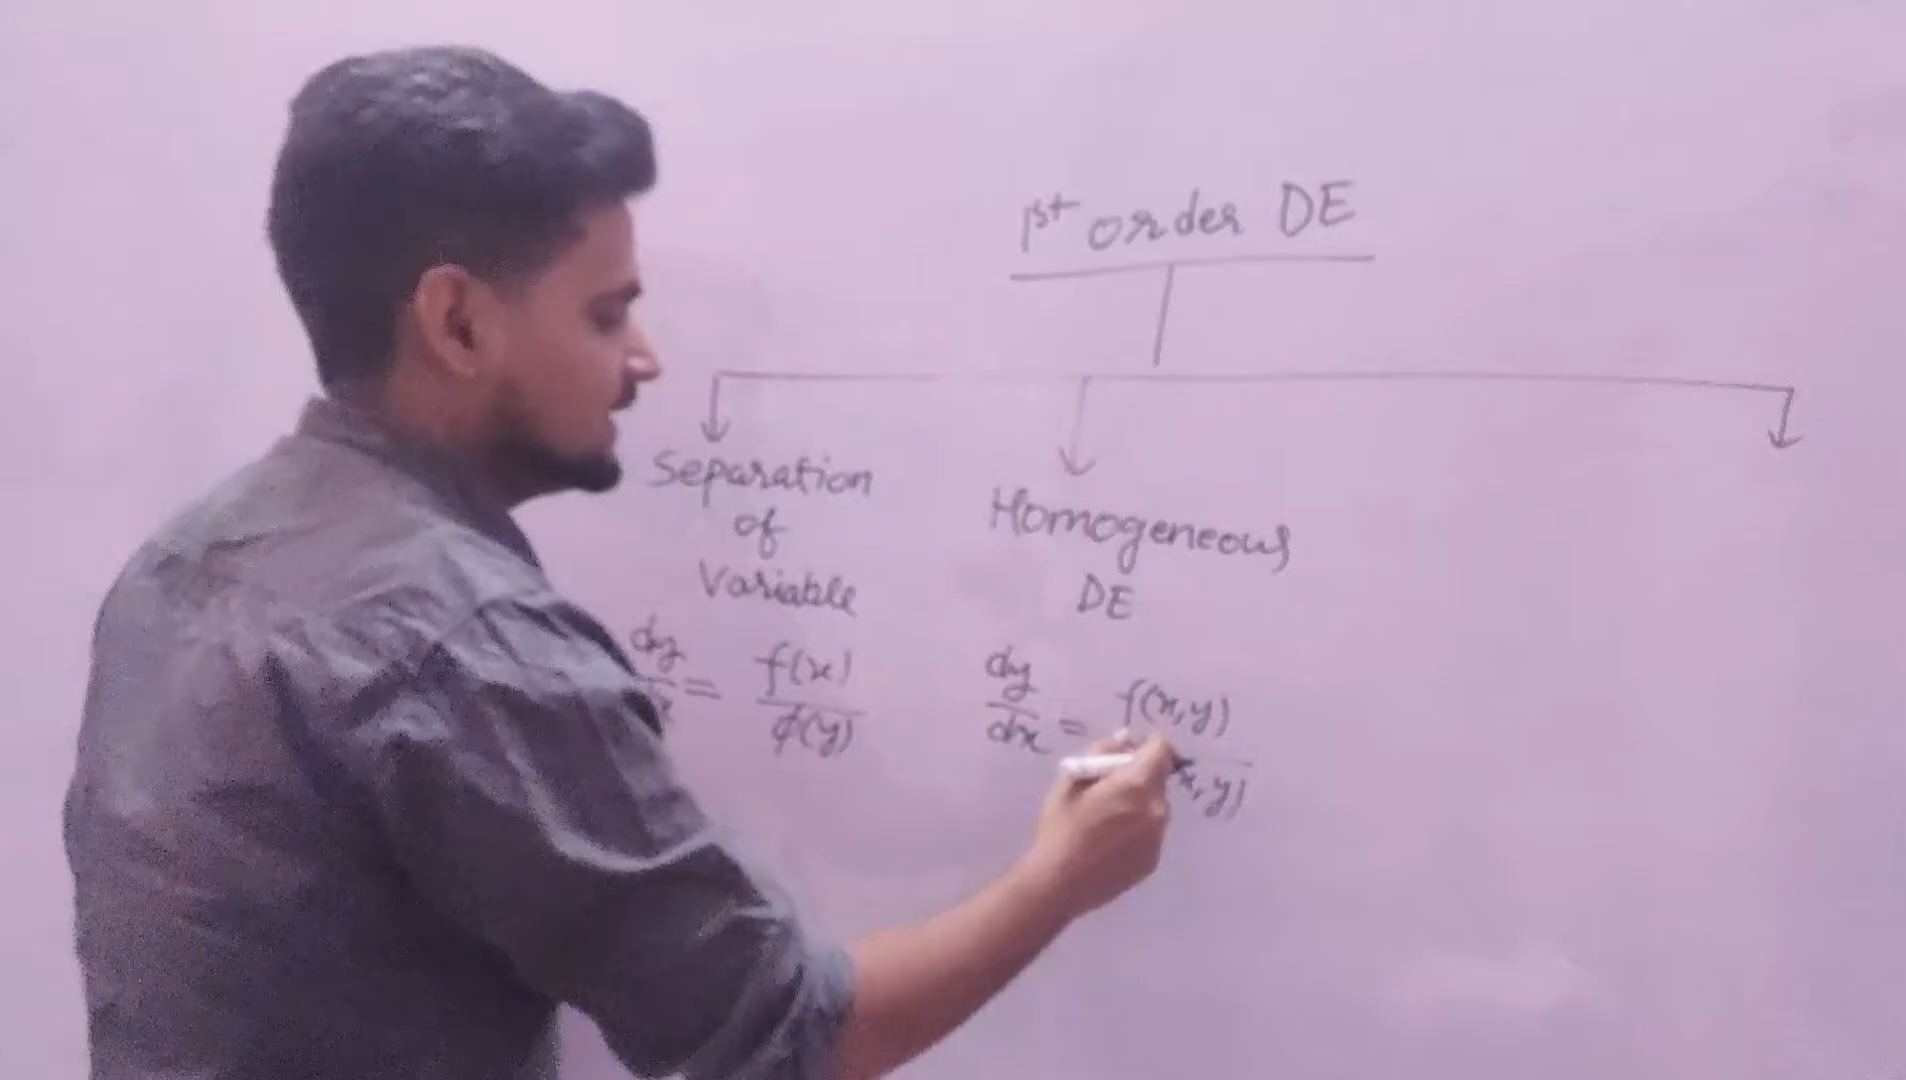 1st order DE
Separation
of
Variable
Homogeneous
DE
dy = f(x)
ϕ(y)
dy
dx = f(x,y)
x,y)